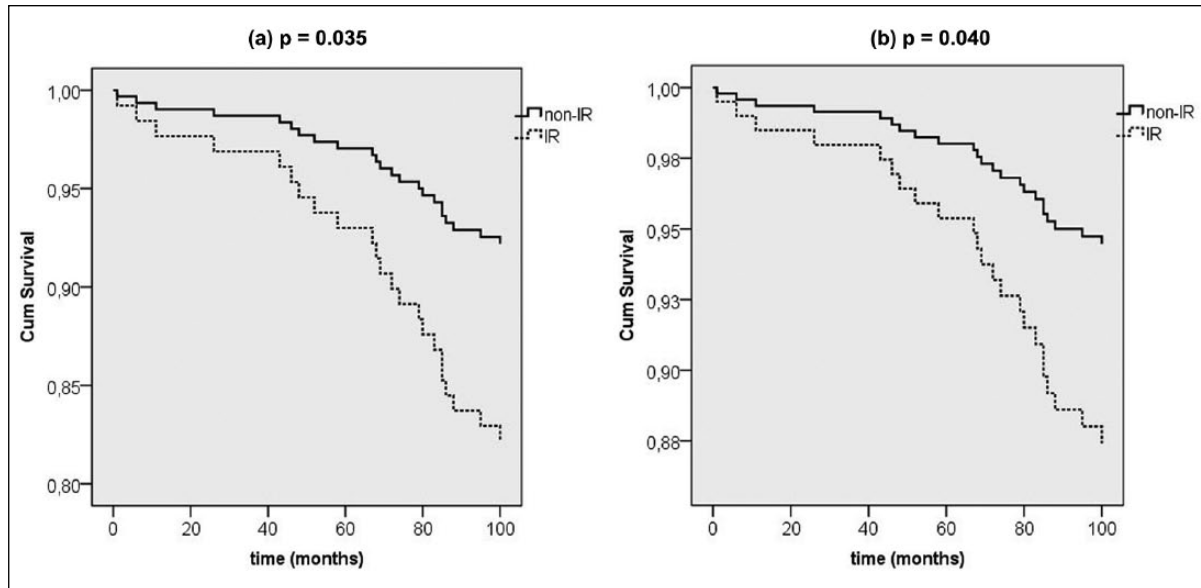 (a) p = 0.035
1,00
0,95
0,90
0,85
0,80
Cum Survival
0
20
40
60
80
100
time (months)
non-IR
IR
(b) p = 0.040
1,00
0,98
0,95
0,93
0,90
0,88
Cum Survival
0
20
40
60
80
100
time (months)
non-IR
IR